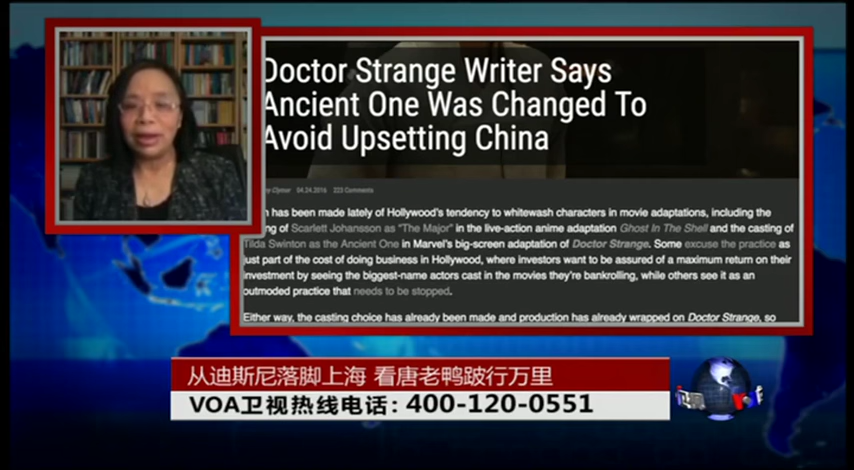 Doctor Strange Writer Says
Ancient One Was Changed To
Avoid Upsetting China
Clymer 04.24.2016 223 Comments
has been made lately of Hollywood's tendency to whitewash characters in movie adaptations, including the
of Scarlett Johansson as "The Major" in the live-action anime adaptation Ghost In The Shell and the casting of
Tilda Swinton as the Ancient One in Marvel's big-screen adaptation of Doctor Strange. Some excuse the practice as
just part of the cost of doing business in Hollywood, where investors want to be assured of a maximum return on their
investment by seeing the biggest-name actors cast in the movies they're bankrolling, while others see it as an
outmoded practice that needs to be stopped.
Either way, the casting choice has already been made and production has already wrapped on Doctor Strange, so
从迪斯尼落脚上海 看唐老鸭跛行万里
VOA卫视热线电话: 400-120-0551